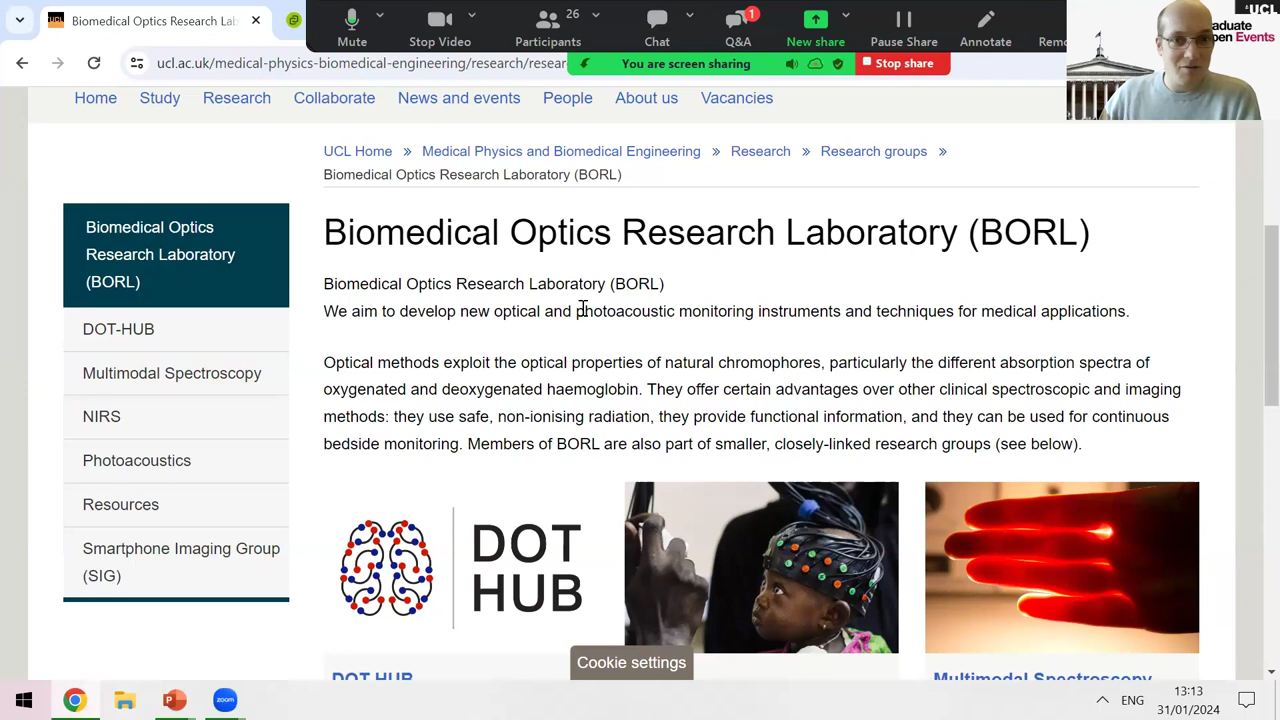 Biomedical Optics Research Lab
Mute
Stop Video
26
Participants
Chat
1
Q&A
New share
Pause Share
Annotate
UCL
Open Events
ucl.ac.uk/medical-physics-biomedical-engineering/research/resear
You are screen sharing
Stop share
Home
Study
Research
Collaborate
News and events
People
About us
Vacancies
UCL Home » Medical Physics and Biomedical Engineering » Research » Research groups »
Biomedical Optics Research Laboratory (BORL)
Biomedical Optics
Research Laboratory
(BORL)
DOT-HUB
Multimodal Spectroscopy
NIRS
Photoacoustics
Resources
Smartphone Imaging Group
(SIG)
Biomedical Optics Research Laboratory (BORL)
Biomedical Optics Research Laboratory (BORL)
We aim to develop new optical and photoacoustic monitoring instruments and techniques for medical applications.
Optical methods exploit the optical properties of natural chromophores, particularly the different absorption spectra of
oxygenated and deoxygenated haemoglobin. They offer certain advantages over other clinical spectroscopic and imaging
methods: they use safe, non-ionising radiation, they provide functional information, and they can be used for continuous
bedside monitoring. Members of BORL are also part of smaller, closely-linked research groups (see below).
DOT
HUB
DOT HUB
Multimodal Spectroscopy
Cookie settings
zoom
ENG
13:13
31/01/2024